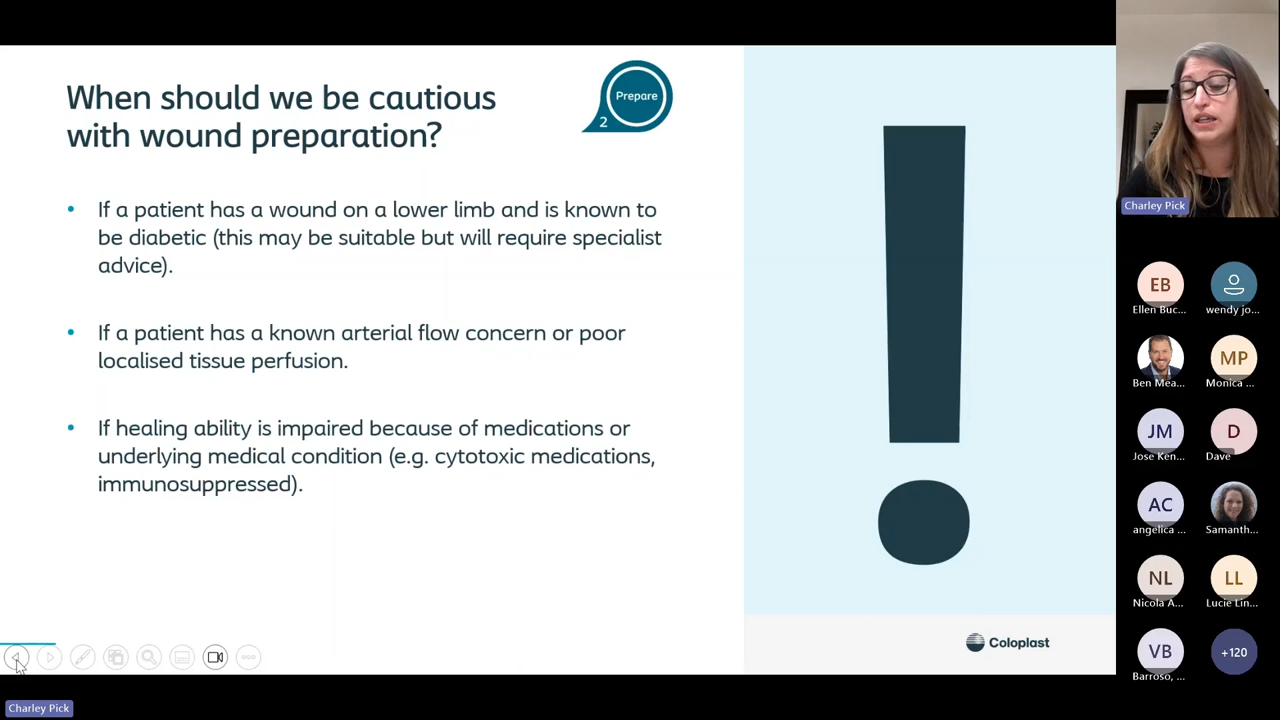 When should we be cautious
with wound preparation?
Prepare
2
• If a patient has a wound on a lower limb and is known to
be diabetic (this may be suitable but will require specialist
advice).
• If a patient has a known arterial flow concern or poor
localised tissue perfusion.
• If healing ability is impaired because of medications or
underlying medical condition (e.g. cytotoxic medications,
immunosuppressed).
!
Coloplast
Charley Pick
Charley Pick
EB
Ellen Buc...
wendy jo...
Ben Mea...
MP
Monica ...
JM
Jose Ken...
D
Dave
AC
angelica ...
Samanth...
NL
Nicola A...
LL
Lucie Lin...
VB
Barroso, ...
+120